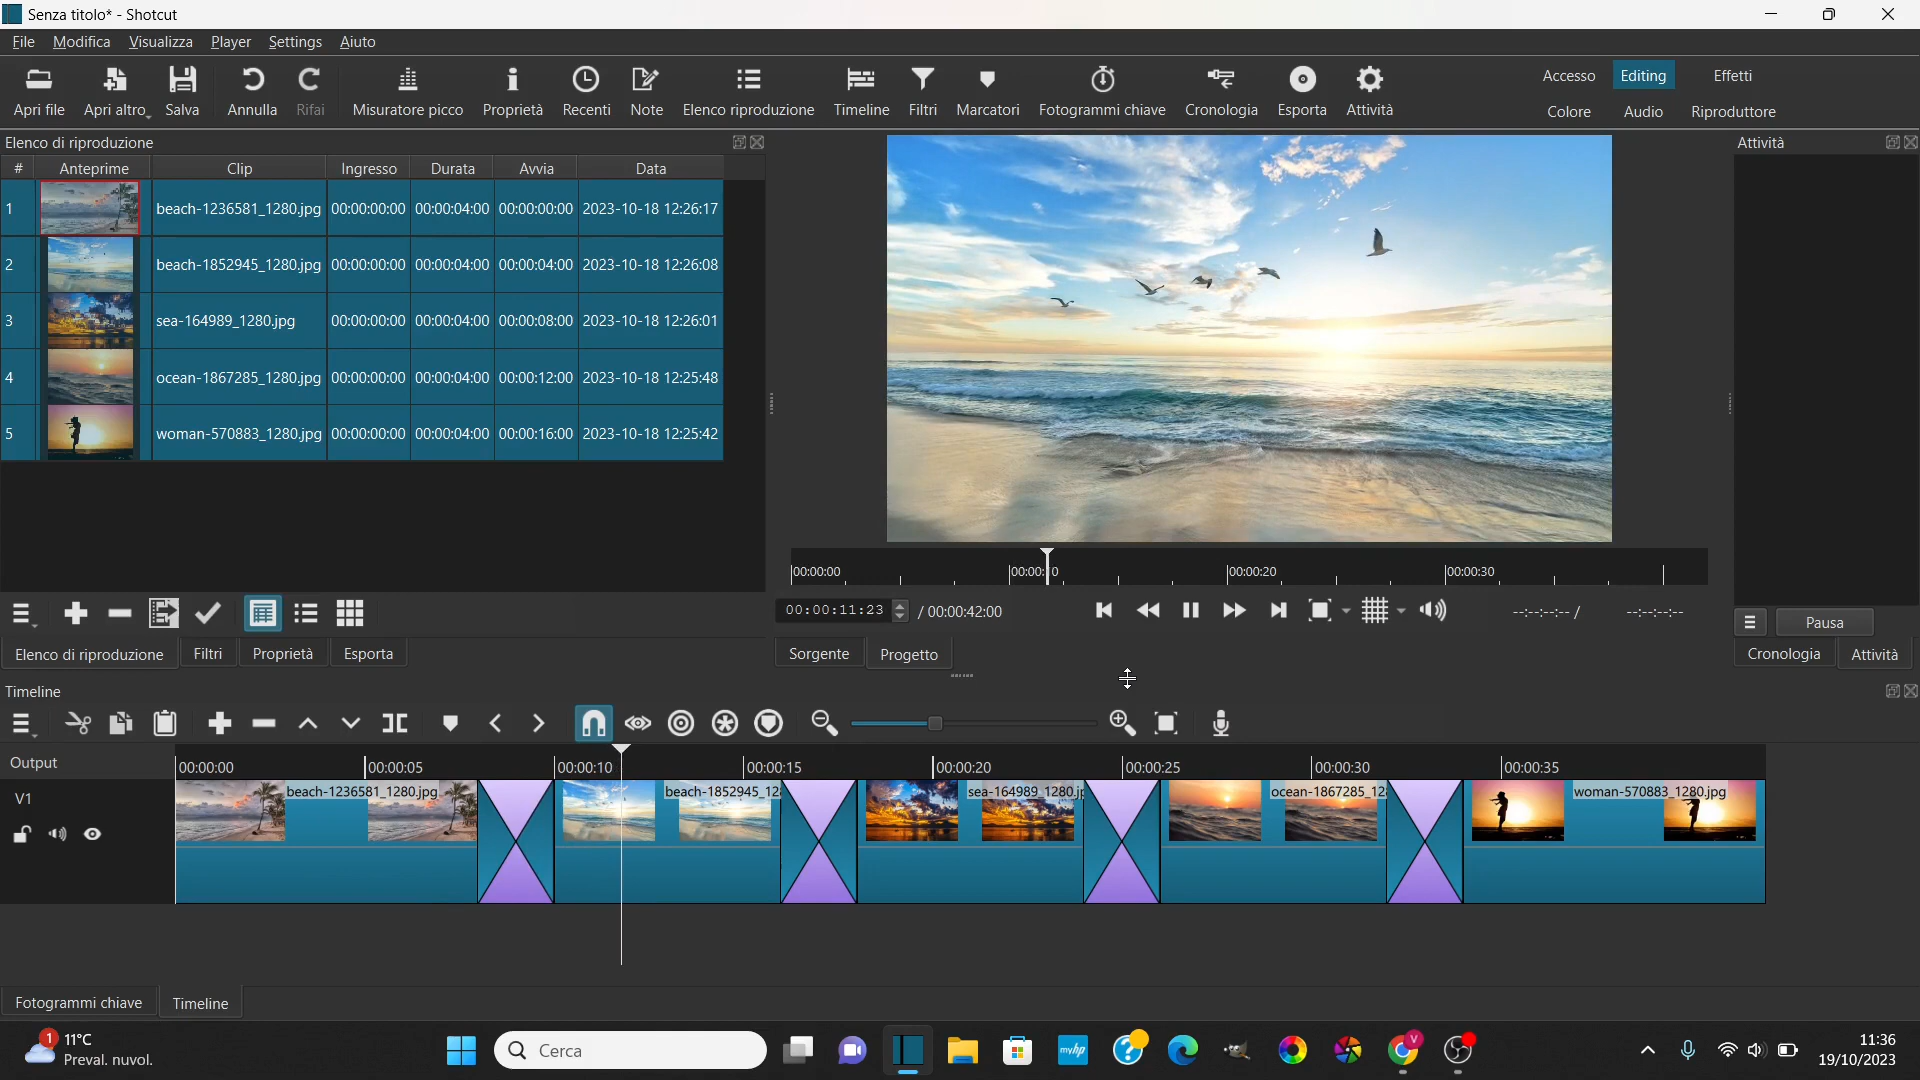 Senza titolo* - Shotcut
File Modifica Visualizza Player Settings Aiuto
Apri file Apri altro Salva Annulla Rifai Misuratore picco Proprietà Recenti Note Elenco riproduzione Timeline Filtri Marcatori Fotogrammi chiave Cronologia Esporta Attività
Accesso Editing Effetti
Colore Audio Riproduttore
Elenco di riproduzione
# Anteprime Clip Ingresso Durata Avvia Data
1 beach-1236581_1280.jpg 00:00:00:00 00:00:04:00 00:00:00:00 2023-10-18 12:26:17
2 beach-1852945_1280.jpg 00:00:00:00 00:00:04:00 00:00:04:00 2023-10-18 12:26:08
3 sea-164989_1280.jpg 00:00:00:00 00:00:04:00 00:00:08:00 2023-10-18 12:26:01
4 ocean-1867285_1280.jpg 00:00:00:00 00:00:04:00 00:00:12:00 2023-10-18 12:25:48
5 woman-570883_1280.jpg 00:00:00:00 00:00:04:00 00:00:16:00 2023-10-18 12:25:42
Elenco di riproduzione Filtri Proprietà Esporta
00:00:00 00:00:10 00:00:20 00:00:30
00:00:11:23 / 00:00:42:00 --:--:--:-- / --:--:--:--
Sorgente Progetto
Attività
Pausa
Cronologia Attività
Timeline
Output
00:00:00 00:00:05 00:00:10 00:00:15 00:00:20 00:00:25 00:00:30 00:00:35
V1
beach-1236581_1280.jpg beach-1852945_12 sea-164989_1280.j ocean-1867285_12 woman-570883_1280.jpg
Fotogrammi chiave Timeline
1
11°C
Preval. nuvol.
Cerca
myhp
V
11:36
19/10/2023